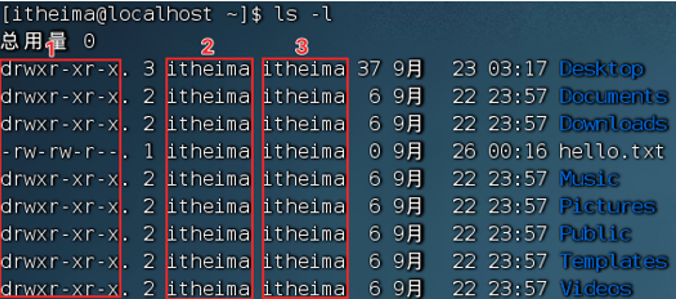 [itheima@localhost ~]$ ls -l
总用量 0
1 2 3
drwxr-xr-x. 3 itheima itheima 37 9月 23 03:17 Desktop
drwxr-xr-x. 2 itheima itheima 6 9月 22 23:57 Documents
drwxr-xr-x. 2 itheima itheima 6 9月 22 23:57 Downloads
-rw-rw-r--. 1 itheima itheima 0 9月 26 00:16 hello.txt
drwxr-xr-x. 2 itheima itheima 6 9月 22 23:57 Music
drwxr-xr-x. 2 itheima itheima 6 9月 22 23:57 Pictures
drwxr-xr-x. 2 itheima itheima 6 9月 22 23:57 Public
drwxr-xr-x. 2 itheima itheima 6 9月 22 23:57 Templates
drwxr-xr-x. 2 itheima itheima 6 9月 22 23:57 Videos